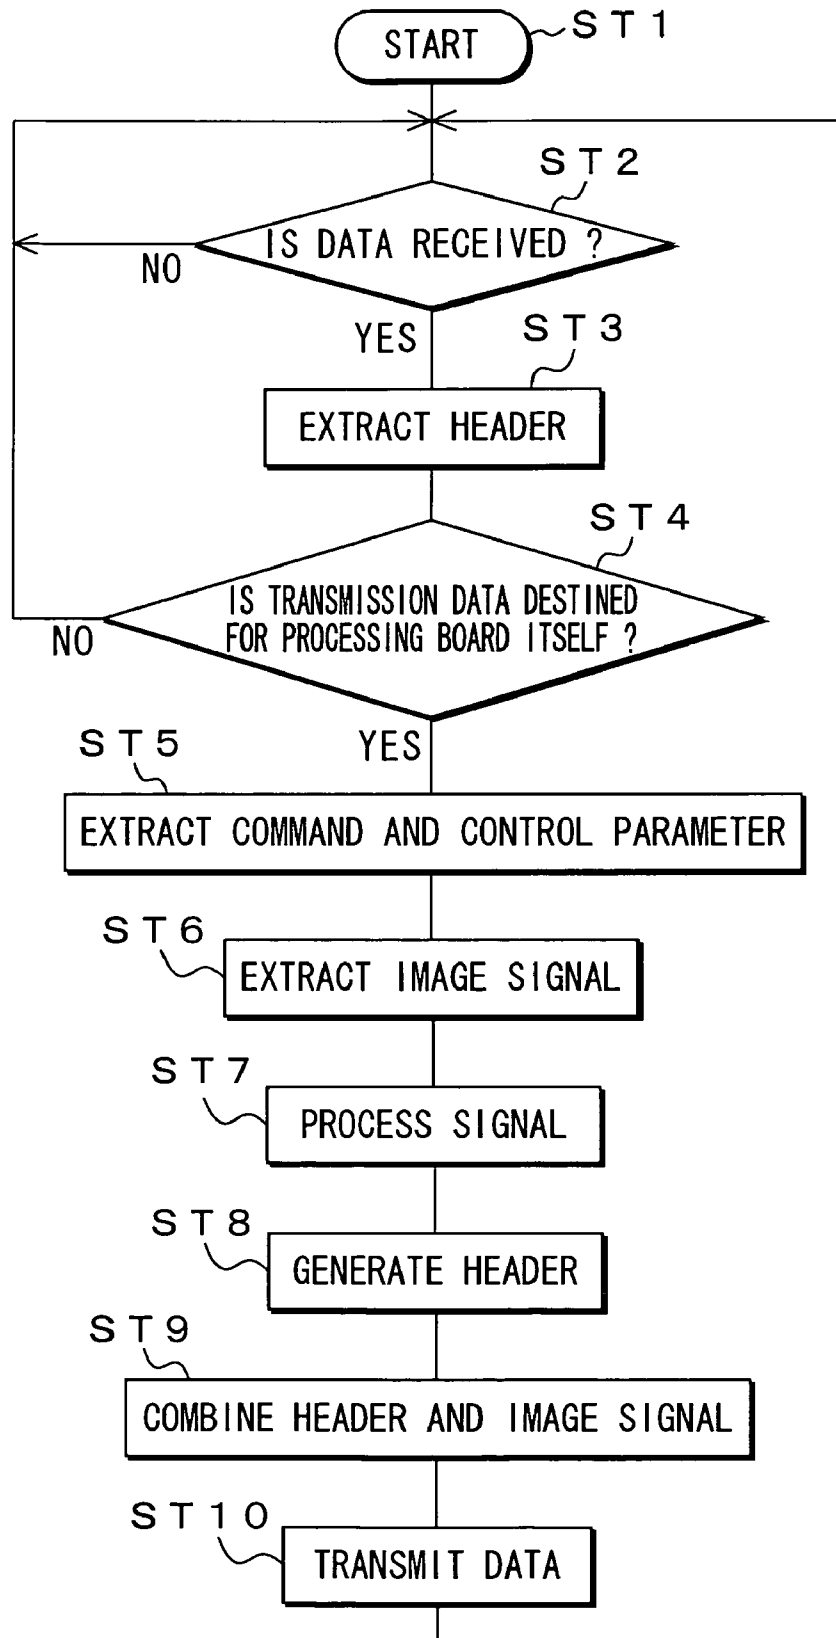 START
ST1
ST2
IS DATA RECEIVED ?
NO
YES
ST3
EXTRACT HEADER
ST4
IS TRANSMISSION DATA DESTINED
FOR PROCESSING BOARD ITSELF ?
NO
YES
ST5
EXTRACT COMMAND AND CONTROL PARAMETER
ST6
EXTRACT IMAGE SIGNAL
ST7
PROCESS SIGNAL
ST8
GENERATE HEADER
ST9
COMBINE HEADER AND IMAGE SIGNAL
ST10
TRANSMIT DATA